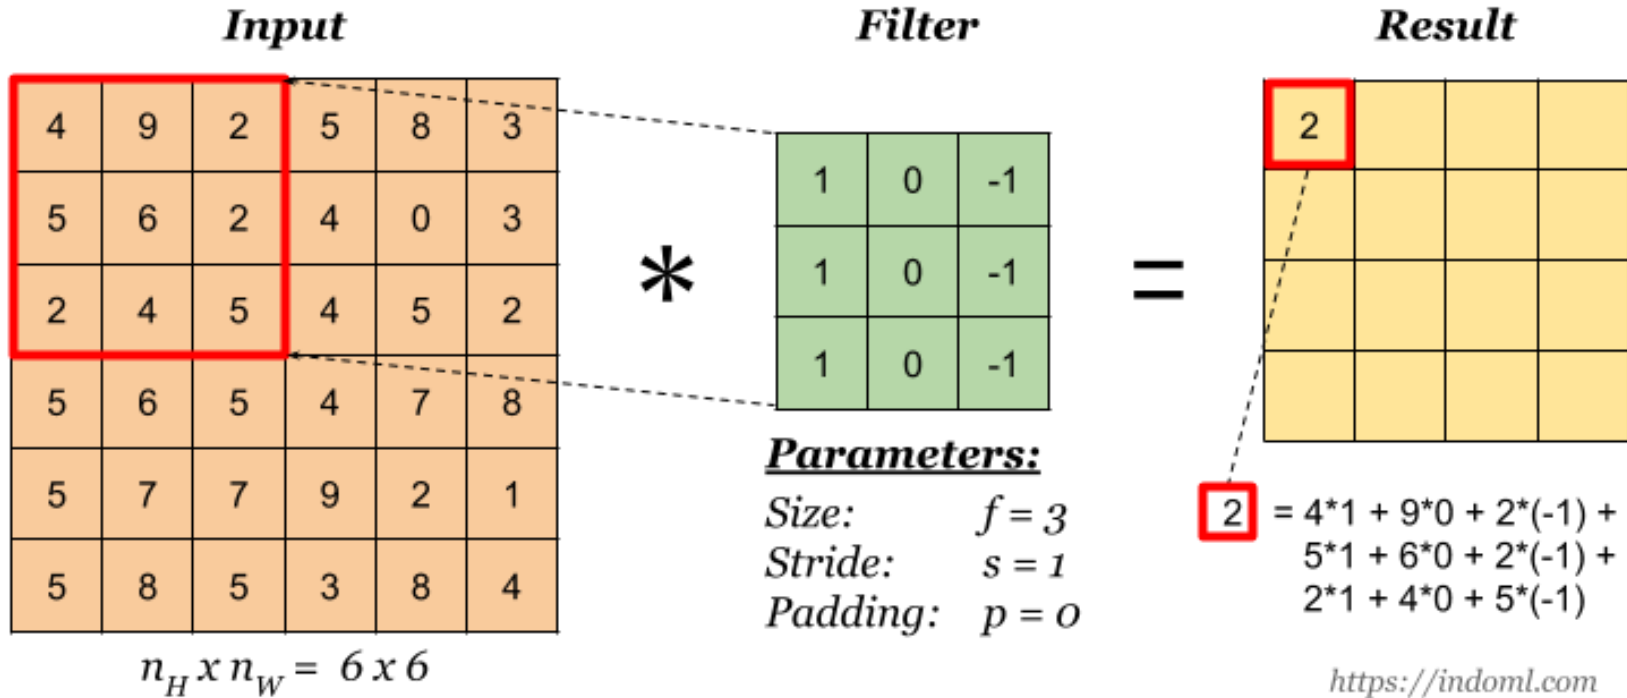 Input
4 9 2 5 8 3
5 6 2 4 0 3
2 4 5 4 5 2
5 6 5 4 7 8
5 7 7 9 2 1
5 8 5 3 8 4
n_H x n_W = 6 x 6
*
Filter
1 0 -1
1 0 -1
1 0 -1
Parameters:
Size: f = 3
Stride: s = 1
Padding: p = 0
=
Result
2
2 = 4*1 + 9*0 + 2*(-1) +
5*1 + 6*0 + 2*(-1) +
2*1 + 4*0 + 5*(-1)
https://indoml.com